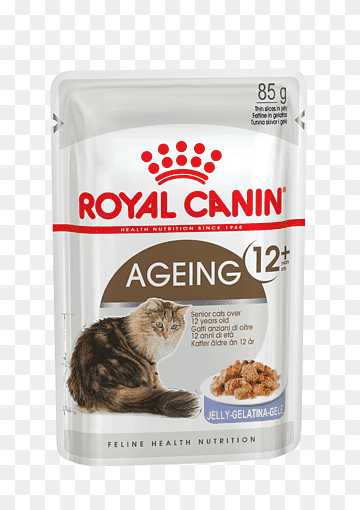 85 g
Thin slices in jelly
Fettine in gelatina
Tunna skivor i gelé
ROYAL CANIN
HEALTH NUTRITION SINCE 1968
AGEING 12+
Senior cats over
12 years old
Gatti anziani di oltre
12 anni di età
Katter äldre än 12 år
JELLY-GELATINA-GELÉ
FELINE HEALTH NUTRITION